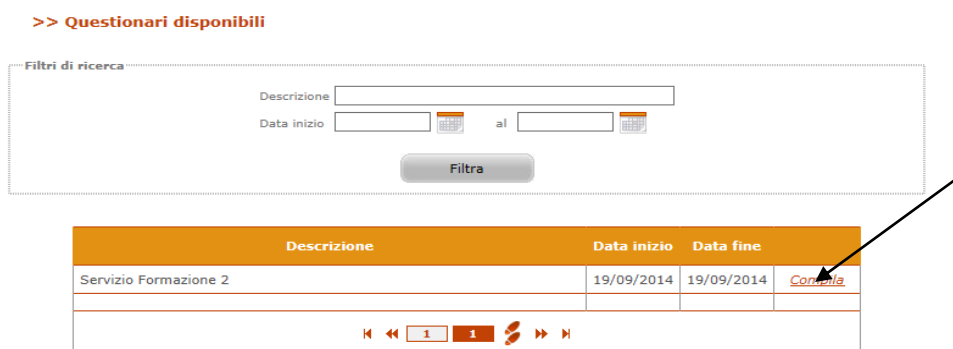 >> Questionari disponibili
Filtri di ricerca
Descrizione
Data inizio al
Filtra
Descrizione Data inizio Data fine
Servizio Formazione 2 19/09/2014 19/09/2014 Compila
1 1